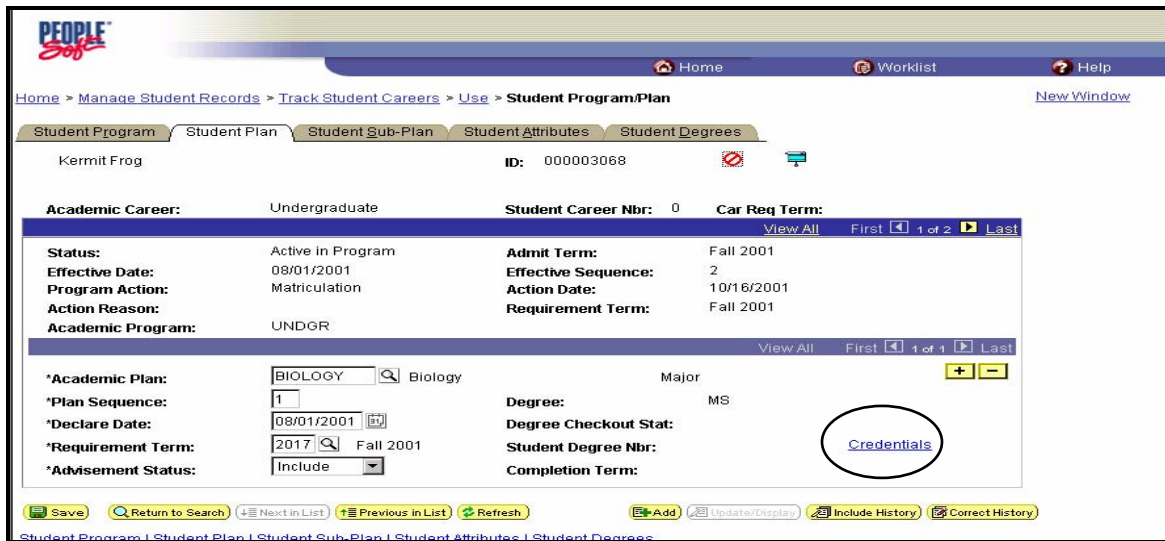 PEOPLE Soft
Home Worklist Help
Home > Manage Student Records > Track Student Careers > Use > Student Program/Plan New Window
Student Program Student Plan Student Sub-Plan Student Attributes Student Degrees
Kermit Frog ID: 000003068
Academic Career: Undergraduate Student Career Nbr: 0 Car Req Term:
View All First 1 of 2 Last
Status: Active in Program Admit Term: Fall 2001
Effective Date: 08/01/2001 Effective Sequence: 2
Program Action: Matriculation Action Date: 10/16/2001
Action Reason: Requirement Term: Fall 2001
Academic Program: UNDGR
View All First 1 of 1 Last
*Academic Plan: BIOLOGY Biology Major + -
*Plan Sequence: 1 Degree: MS
*Declare Date: 08/01/2001 Degree Checkout Stat:
*Requirement Term: 2017 Fall 2001 Student Degree Nbr: Credentials
*Advisement Status: Include Completion Term:
Save Return to Search Next in List Previous in List Refresh Add Update/Display Include History Correct History
Student Program | Student Plan | Student Sub-Plan | Student Attributes | Student Degrees